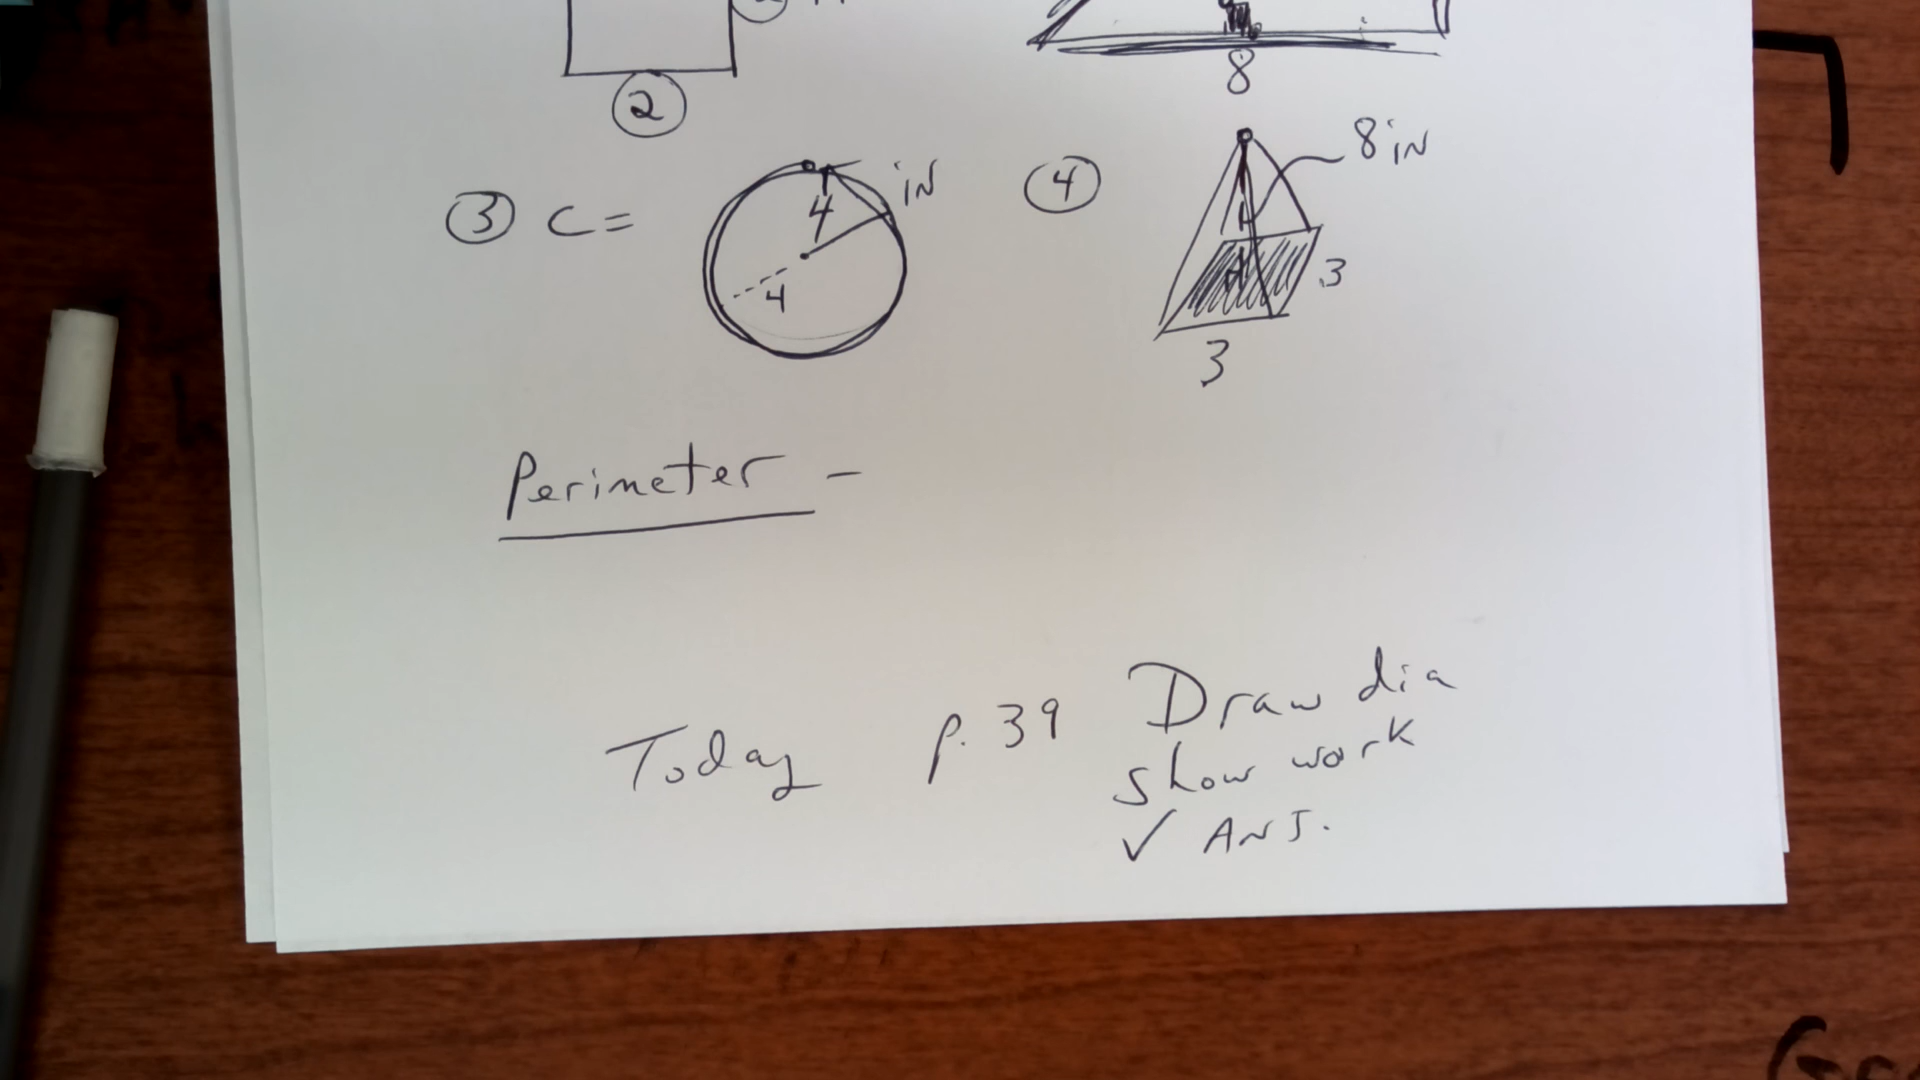 2
8
3 C =
4 in
4
4
8 in
3
3
Perimeter -
Today p. 39 Draw dia
show work
✓ Ans.